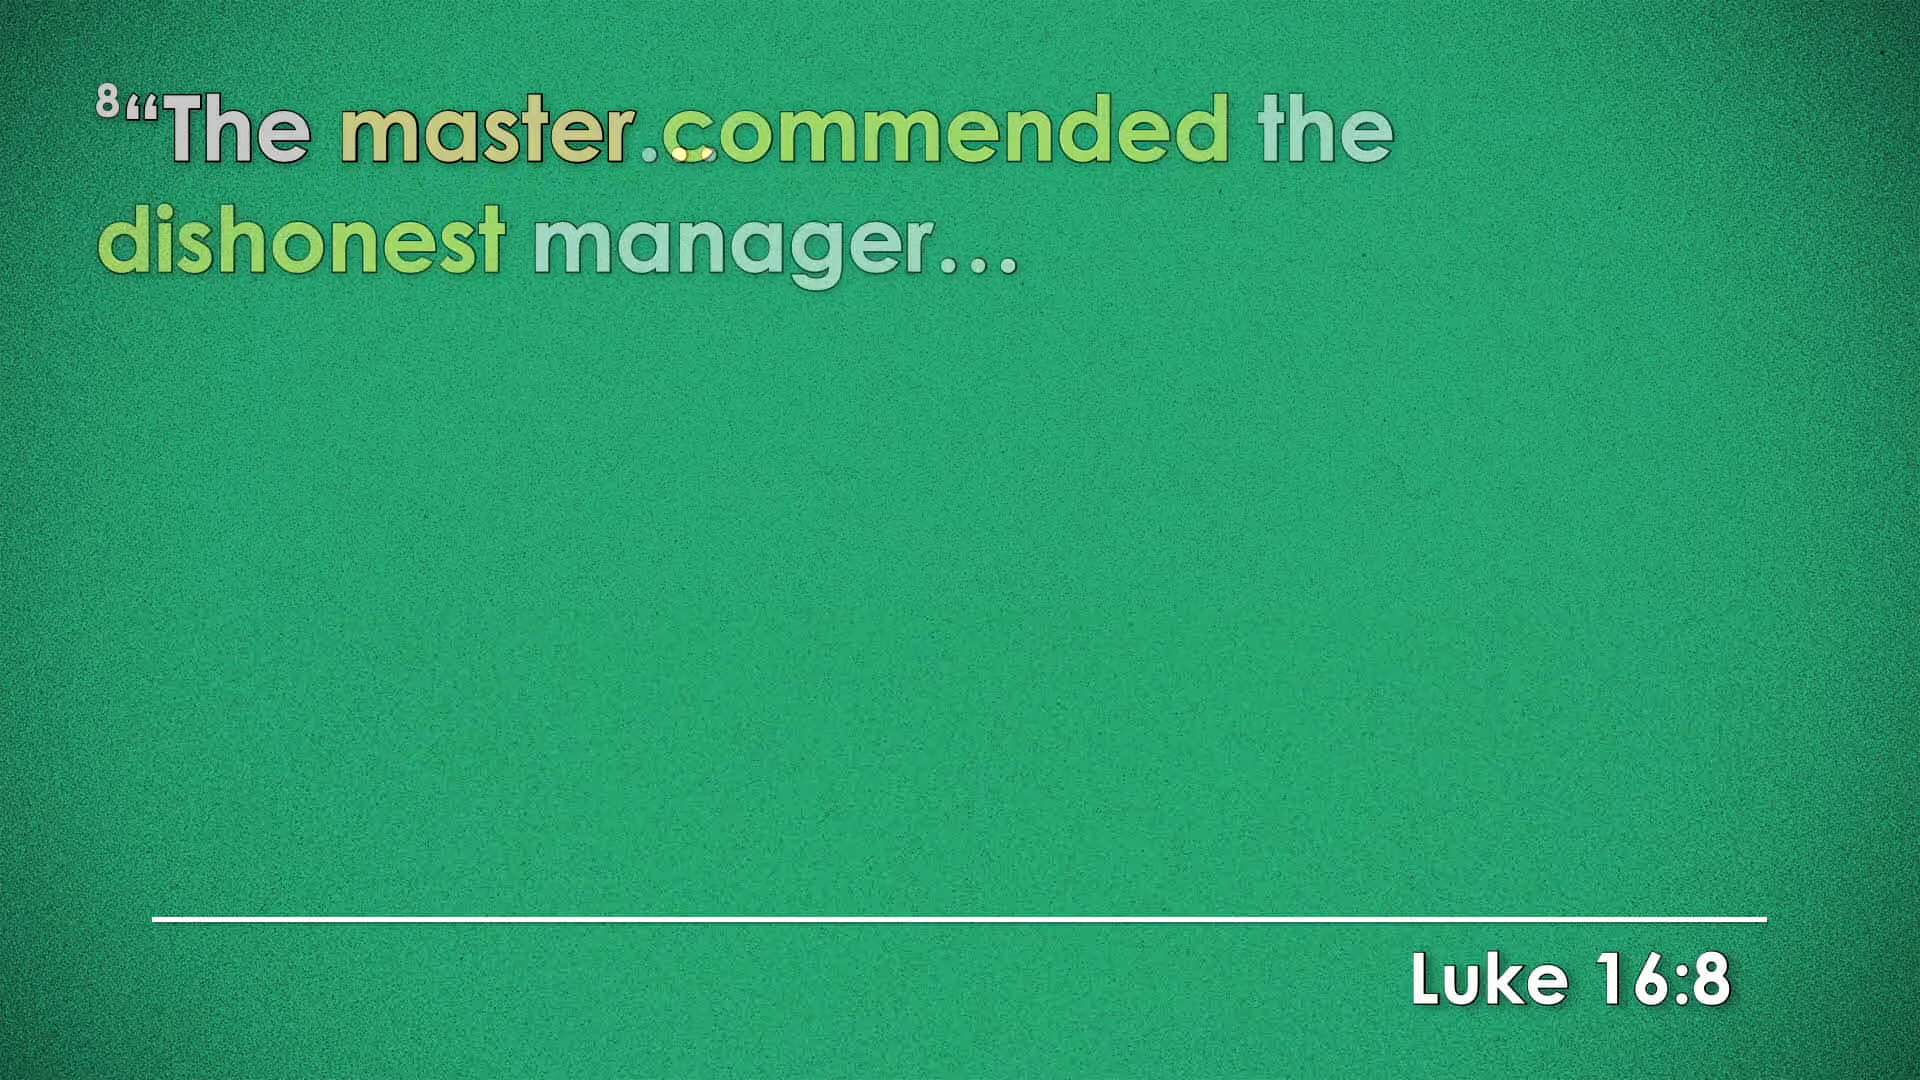 8“The master commended the
dishonest manager...
Luke 16:8